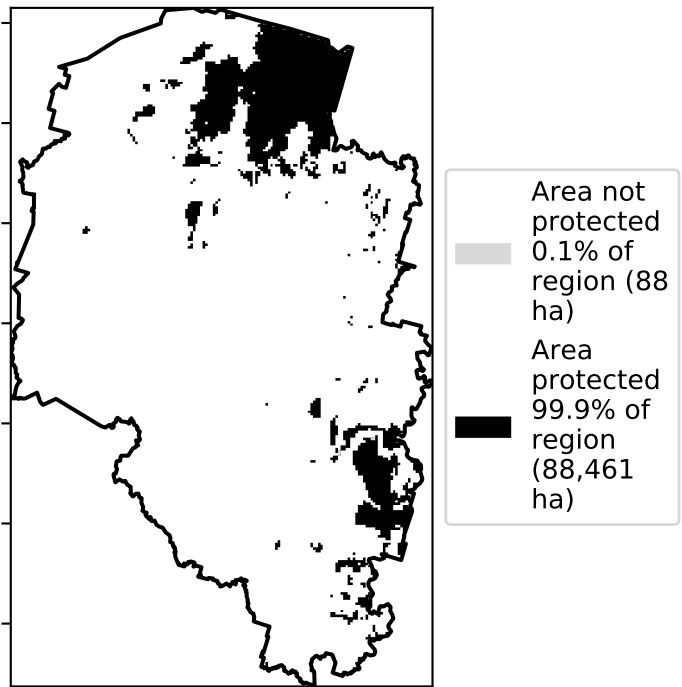 Area not
protected
0.1% of
region (88
ha)
Area
protected
99.9% of
region
(88,461
ha)